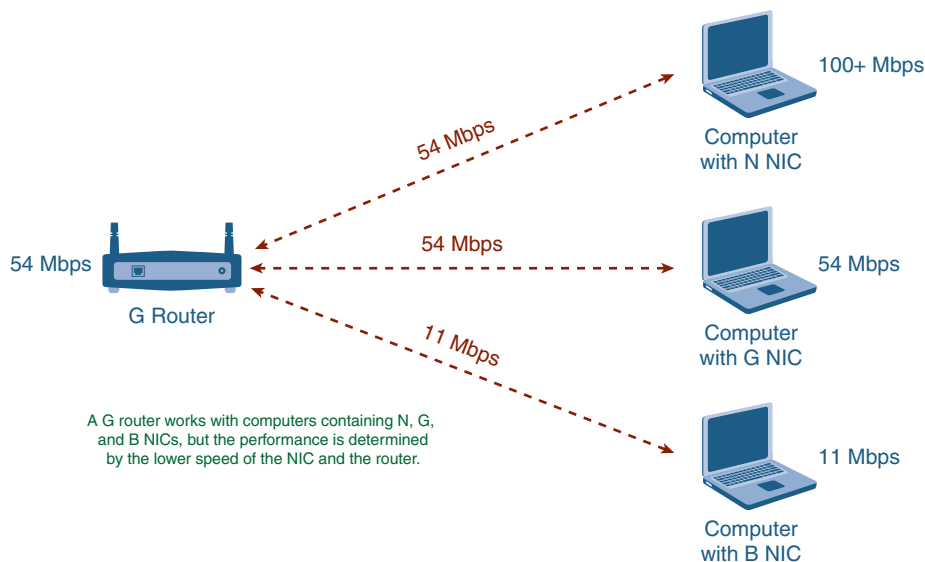 100+ Mbps
54 Mbps
Computer
with N NIC
54 Mbps
54 Mbps
54 Mbps
G Router
Computer
with G NIC
11 Mbps
A G router works with computers containing N, G,
and B NICs, but the performance is determined
by the lower speed of the NIC and the router.
11 Mbps
Computer
with B NIC